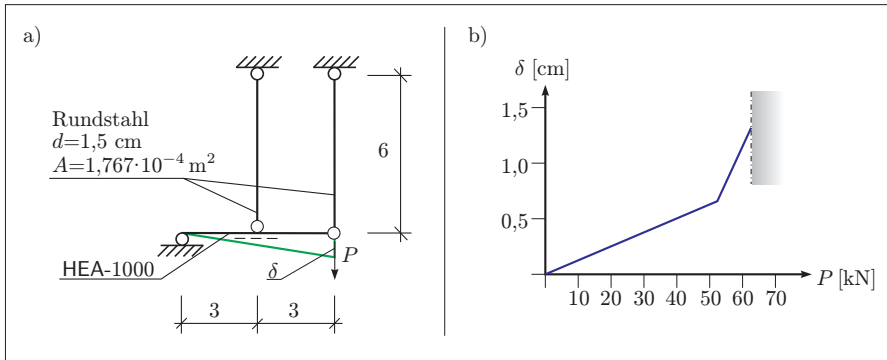 a)
Rundstahl
d=1,5 cm
A=1,767·10⁻⁴ m²
6
HEA-1000
δ
P
3 3
b)
δ [cm]
1,5
1,0
0,5
10 20 30 40 50 60 70
P [kN]